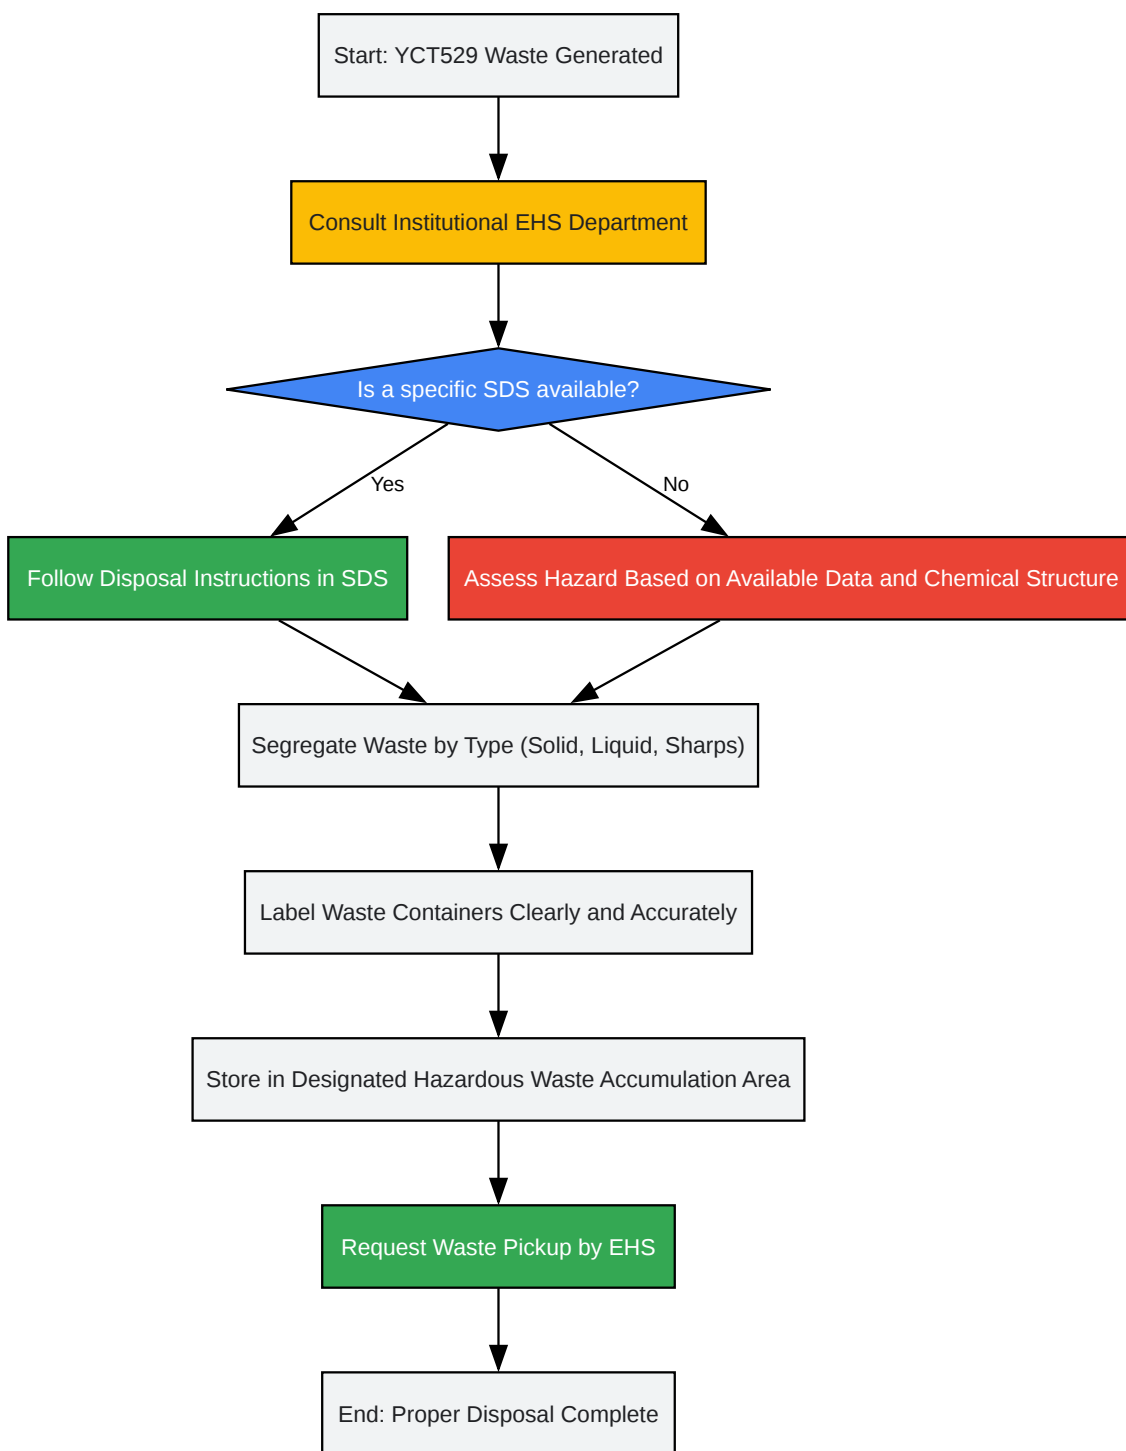 Start: YCT529 Waste Generated
Consult Institutional EHS Department
Is a specific SDS available?
Yes
No
Follow Disposal Instructions in SDS
Assess Hazard Based on Available Data and Chemical Structure
Segregate Waste by Type (Solid, Liquid, Sharps)
Label Waste Containers Clearly and Accurately
Store in Designated Hazardous Waste Accumulation Area
Request Waste Pickup by EHS
End: Proper Disposal Complete